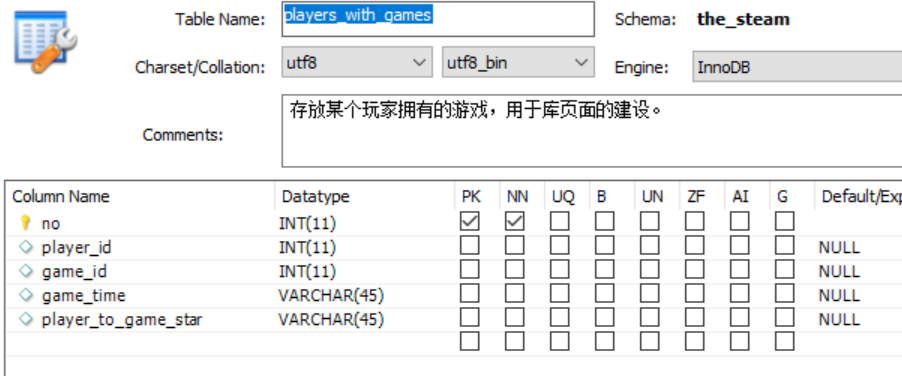 Table Name: players_with_games Schema: the_steam
Charset/Collation: utf8 utf8_bin Engine: InnoDB
Comments: 存放某个玩家拥有的游戏，用于库页面的建设。
Column Name Datatype PK NN UQ B UN ZF AI G Default/Exp
no INT(11)
player_id INT(11) NULL
game_id INT(11) NULL
game_time VARCHAR(45) NULL
player_to_game_star VARCHAR(45) NULL